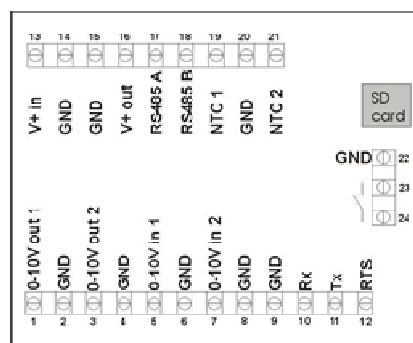 13 14 15 16 17 18 19 20 21
V+ in
GND
GND
V+ out
RS485 A
RS485 B
NTC 1
GND
NTC 2
SD
card
GND 22
23
24
0-10V out 1
GND
0-10V out 2
GND
0-10V in 1
GND
0-10V in 2
GND
GND
Rx
Tx
RTS
1 2 3 4 5 6 7 8 9 10 11 12